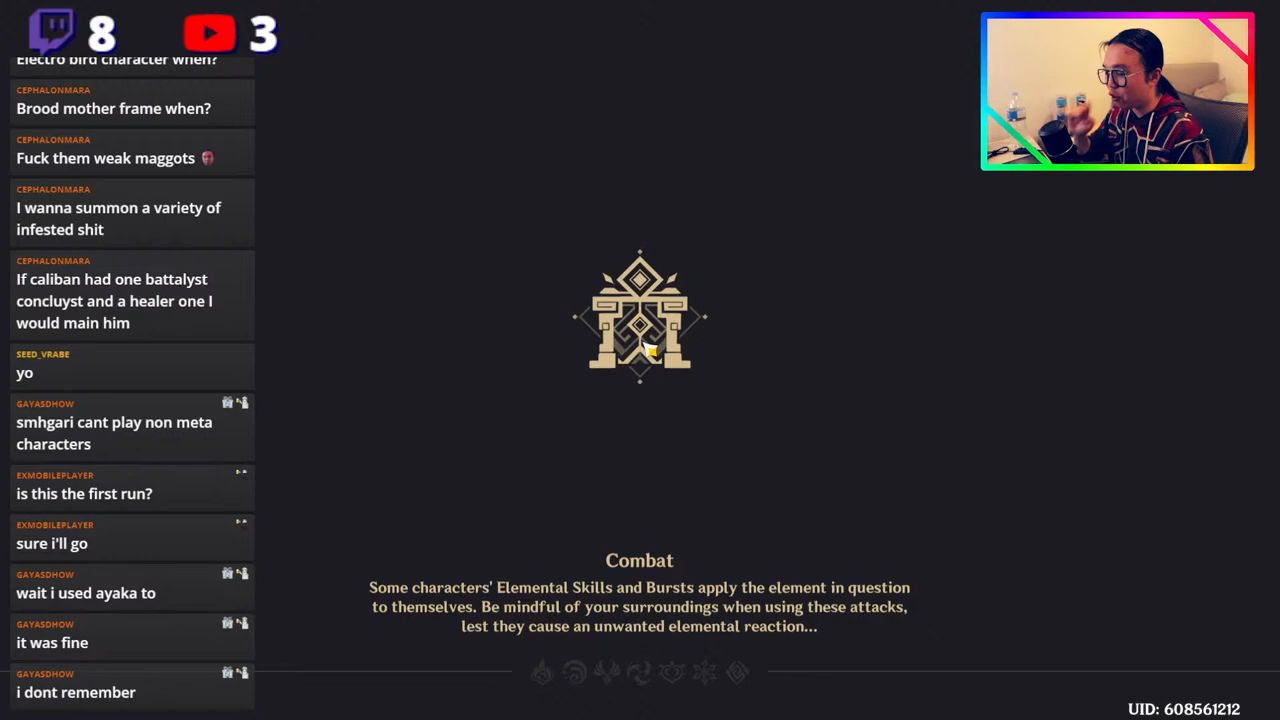 8
3
Electro bird character when?
CEPHALONMARA
Brood mother frame when?
CEPHALONMARA
Fuck them weak maggots
CEPHALONMARA
I wanna summon a variety of
infested shit
CEPHALONMARA
If caliban had one battalyst
concluyst and a healer one I
would main him
SEED_VRABE
yo
GAYASDHOW
smhgari cant play non meta
characters
EXMOBILEPLAYER
is this the first run?
EXMOBILEPLAYER
sure i'll go
GAYASDHOW
wait i used ayaka to
GAYASDHOW
it was fine
GAYASDHOW
i dont remember
Combat
Some characters' Elemental Skills and Bursts apply the element in question
to themselves. Be mindful of your surroundings when using these attacks,
lest they cause an unwanted elemental reaction...
UID: 608561212